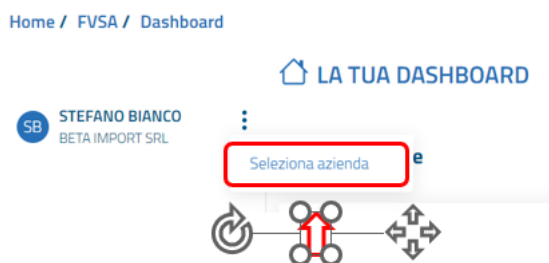 Home / FVSA / Dashboard
LA TUA DASHBOARD
SB
STEFANO BIANCO
BETA IMPORT SRL
Seleziona azienda
e